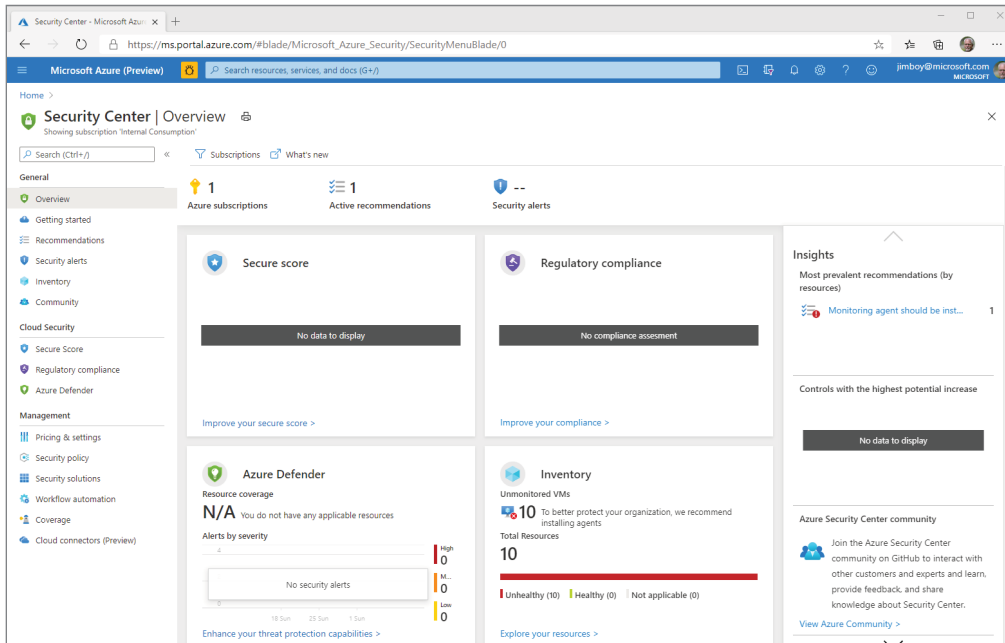 Security Center - Microsoft Azur
https://ms.portal.azure.com/#blade/Microsoft_Azure_Security/SecurityMenuBlade/0
Microsoft Azure (Preview)
Search resources, services, and docs (G+/)
jimboy@microsoft.com
MICROSOFT
Home >
Security Center | Overview
Showing subscription 'Internal Consumption'
Search (Ctrl+/)
«
Subscriptions
What's new
General
Overview
Getting started
Recommendations
Security alerts
Inventory
Community
Cloud Security
Secure Score
Regulatory compliance
Azure Defender
Management
Pricing & settings
Security policy
Security solutions
Workflow automation
Coverage
Cloud connectors (Preview)
1
Azure subscriptions
1
Active recommendations
--
Security alerts
Secure score
No data to display
Improve your secure score >
Regulatory compliance
No compliance assesment
Improve your compliance >
Azure Defender
Resource coverage
N/A You do not have any applicable resources
Alerts by severity
No security alerts
18 Sun 25 Sun 1 Sun
High
0
M...
0
Low
0
Enhance your threat protection capabilities >
Inventory
Unmonitored VMs
10 To better protect your organization, we recommend
installing agents
Total Resources
10
Unhealthy (10) Healthy (0) Not applicable (0)
Explore your resources >
Insights
Most prevalent recommendations (by
resources)
Monitoring agent should be inst... 1
Controls with the highest potential increase
No data to display
Azure Security Center community
Join the Azure Security Center
community on GitHub to interact with
other customers and experts and learn,
provide feedback, and share
knowledge about Security Center.
View Azure Community >